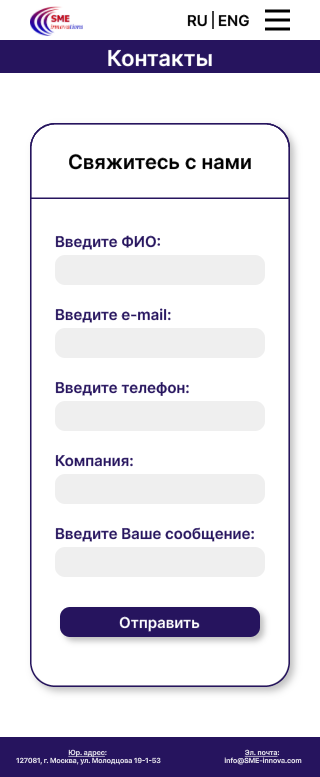 SME
innovations
RU | ENG
Контакты
Свяжитесь с нами
Введите ФИО:
Введите e-mail:
Введите телефон:
Компания:
Введите Ваше сообщение:
Отправить
Юр. адрес:
127081, г. Москва, ул. Молодцова 19-1-53
Эл. почта:
info@SME-innova.com